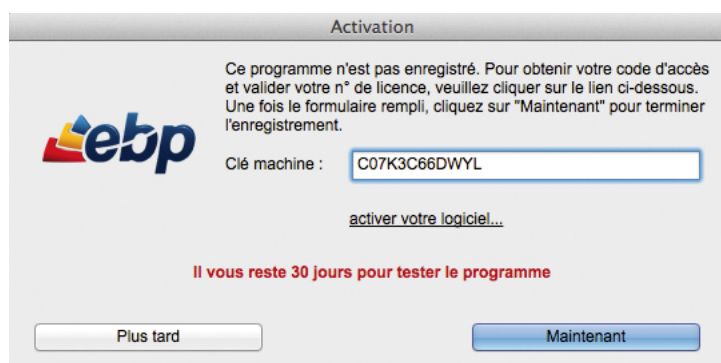 Activation
Ce programme n'est pas enregistré. Pour obtenir votre code d'accès
et valider votre n° de licence, veuillez cliquer sur le lien ci-dessous.
Une fois le formulaire rempli, cliquez sur "Maintenant" pour terminer
l'enregistrement.
ebp
Clé machine : C07K3C66DWYL
activer votre logiciel...
Il vous reste 30 jours pour tester le programme
Plus tard
Maintenant